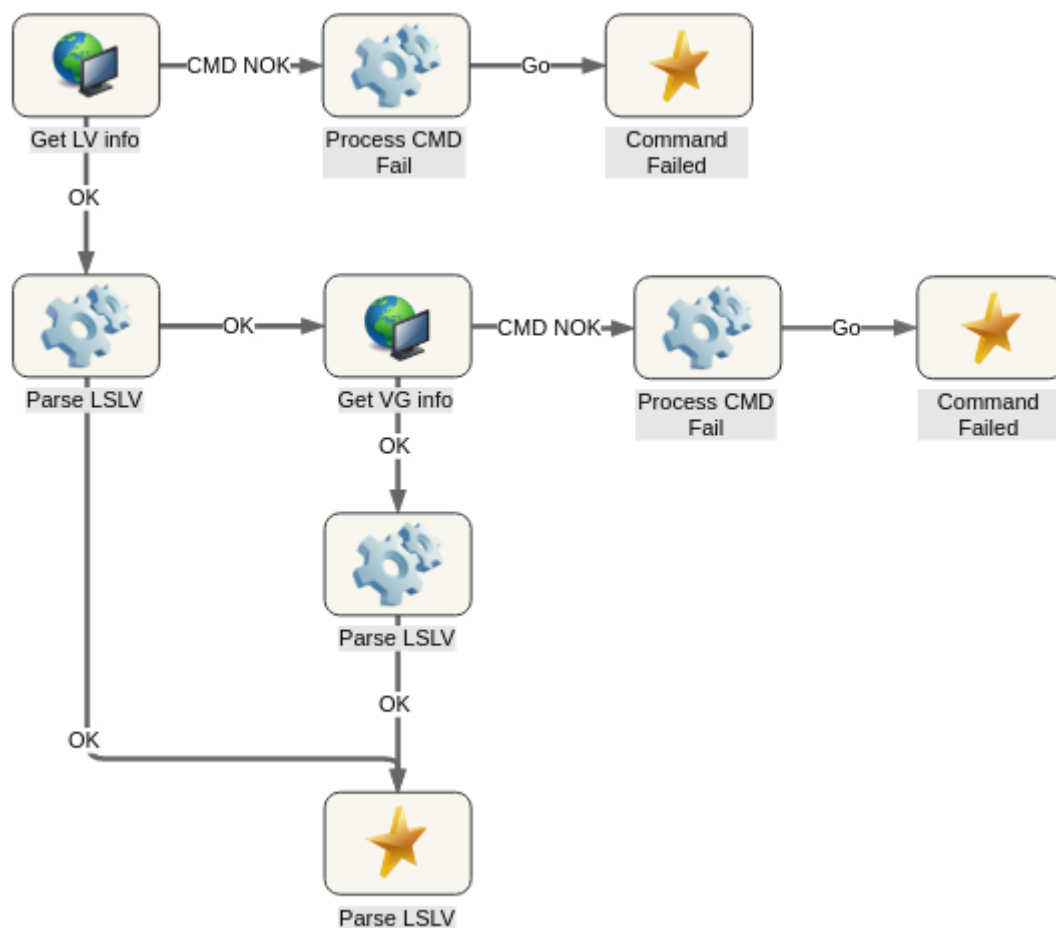 CMD NOK
Go
Get LV info
Process CMD
Fail
Command
Failed
OK
OK
CMD NOK
Go
Parse LSLV
Get VG info
Process CMD
Fail
Command
Failed
OK
Parse LSLV
OK
OK
Parse LSLV